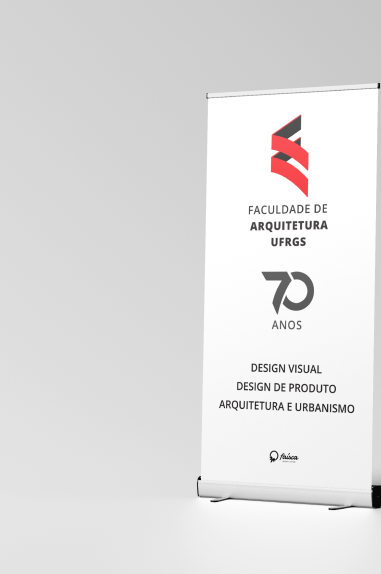 FACULDADE DE
ARQUITETURA
UFRGS
70
ANOS
DESIGN VISUAL
DESIGN DE PRODUTO
ARQUITETURA E URBANISMO
faísca